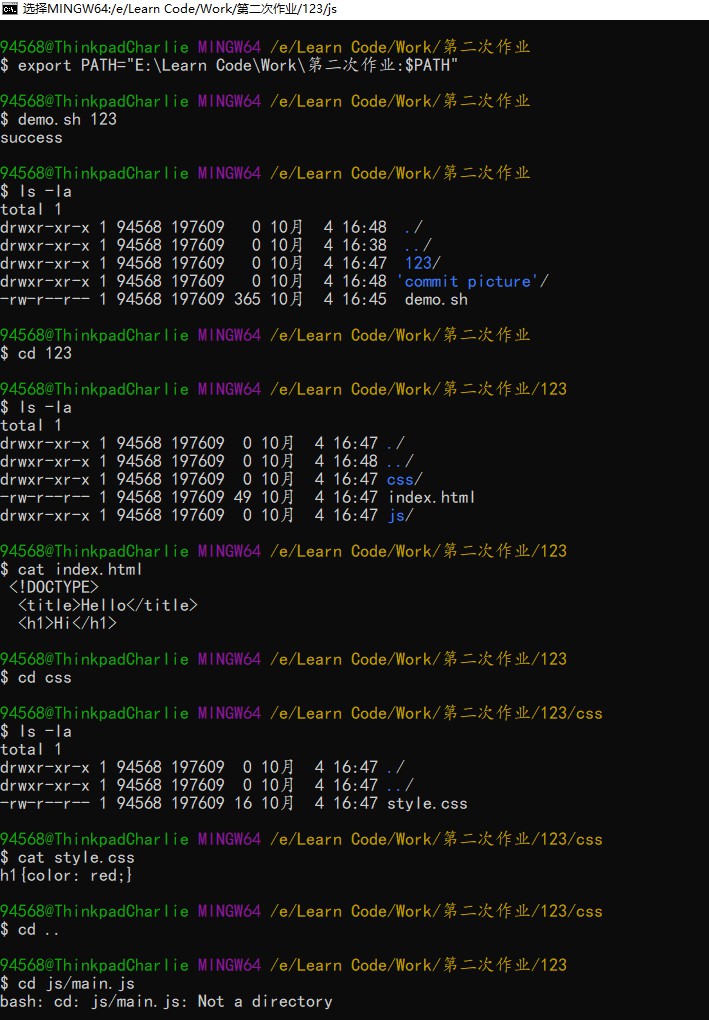 选择MINGW64:/e/Learn Code/Work/第二次作业/123/js
94568@ThinkpadCharlie MINGW64 /e/Learn Code/Work/第二次作业
$ export PATH="E:\Learn Code\Work\第二次作业:$PATH"
94568@ThinkpadCharlie MINGW64 /e/Learn Code/Work/第二次作业
$ demo.sh 123
success
94568@ThinkpadCharlie MINGW64 /e/Learn Code/Work/第二次作业
$ ls -la
total 1
drwxr-xr-x 1 94568 197609   0 10月  4 16:48  ./
drwxr-xr-x 1 94568 197609   0 10月  4 16:38  ../
drwxr-xr-x 1 94568 197609   0 10月  4 16:47  123/
drwxr-xr-x 1 94568 197609   0 10月  4 16:48 'commit picture'/
-rw-r--r-- 1 94568 197609 365 10月  4 16:45  demo.sh
94568@ThinkpadCharlie MINGW64 /e/Learn Code/Work/第二次作业
$ cd 123
94568@ThinkpadCharlie MINGW64 /e/Learn Code/Work/第二次作业/123
$ ls -la
total 1
drwxr-xr-x 1 94568 197609  0 10月  4 16:47 ./
drwxr-xr-x 1 94568 197609  0 10月  4 16:48 ../
drwxr-xr-x 1 94568 197609  0 10月  4 16:47 css/
-rw-r--r-- 1 94568 197609 49 10月  4 16:47 index.html
drwxr-xr-x 1 94568 197609  0 10月  4 16:47 js/
94568@ThinkpadCharlie MINGW64 /e/Learn Code/Work/第二次作业/123
$ cat index.html
 <!DOCTYPE>
  <title>Hello</title>
  <h1>Hi</h1>
94568@ThinkpadCharlie MINGW64 /e/Learn Code/Work/第二次作业/123
$ cd css
94568@ThinkpadCharlie MINGW64 /e/Learn Code/Work/第二次作业/123/css
$ ls -la
total 1
drwxr-xr-x 1 94568 197609  0 10月  4 16:47 ./
drwxr-xr-x 1 94568 197609  0 10月  4 16:47 ../
-rw-r--r-- 1 94568 197609 16 10月  4 16:47 style.css
94568@ThinkpadCharlie MINGW64 /e/Learn Code/Work/第二次作业/123/css
$ cat style.css
h1{color: red;}
94568@ThinkpadCharlie MINGW64 /e/Learn Code/Work/第二次作业/123/css
$ cd ..
94568@ThinkpadCharlie MINGW64 /e/Learn Code/Work/第二次作业/123
$ cd js/main.js
bash: cd: js/main.js: Not a directory